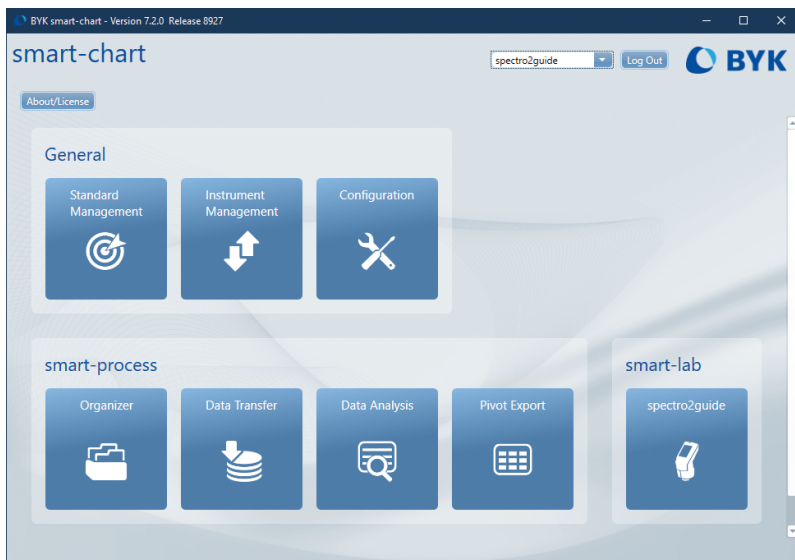 BYK smart-chart - Version 7.2.0 Release 8927
smart-chart
spectro2guide
Log Out
BYK
About/License
General
Standard
Management
Instrument
Management
Configuration
smart-process
Organizer
Data Transfer
Data Analysis
Pivot Export
smart-lab
spectro2guide